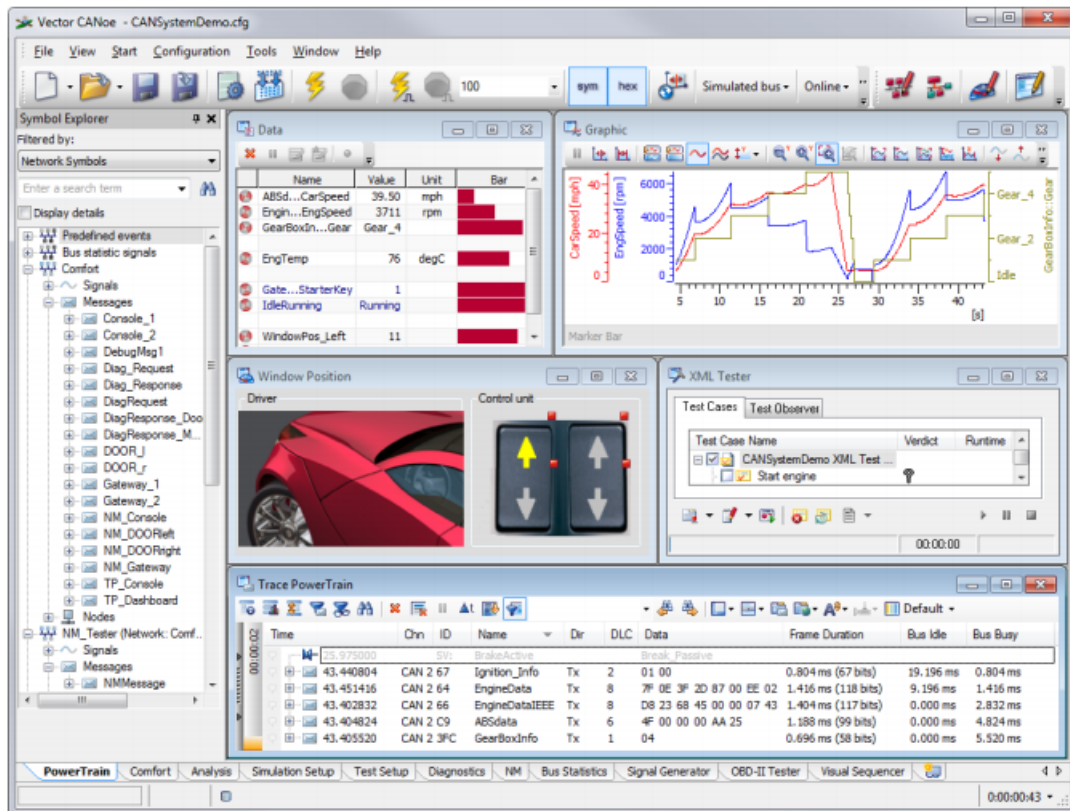 Vector CANoe - CANSystemDemo.cfg
File View Start Configuration Tools Window Help
100 sym hex Simulated bus Online
Symbol Explorer
Filtered by:
Network Symbols
Enter a search term
Display details
Predefined events
Bus statistic signals
Comfort
Signals
Messages
Console_1
Console_2
DebugMsg1
Diag_Request
Diag_Response
DiagRequest
DiagResponse_Doo
DiagResponse_M...
DOOR_l
DOOR_r
Gateway_1
Gateway_2
NM_Console
NM_DOORleft
NM_DOORright
NM_Gateway
TP_Console
TP_Dashboard
Nodes
NM_Tester (Network: Comf..
Signals
Messages
NMMessage
Data
Name Value Unit Bar
ABSd...CarSpeed 39.50 mph
Engin...EngSpeed 3711 rpm
GearBoxIn...Gear Gear_4
EngTemp 76 degC
Gate...StarterKey 1
IdleRunning Running
WindowPos_Left 11
Graphic
CarSpeed [mph]
40
20
0
EngSpeed [rpm]
6000
4000
2000
0
Gear_4
Gear_2
Idle
GearBoxInfo::Gear
5 10 15 20 25 30 35 40
[s]
Marker Bar
Window Position
Driver
Control unit
XML Tester
Test Cases Test Observer
Test Case Name Verdict Runtime
CANSystemDemo XML Test ...
Start engine
00:00:00
Trace PowerTrain
Default
00:00:02
Time Chn ID Name Dir DLC Data Frame Duration Bus Idle Bus Busy
25.975000 SV: BrakeActive Break_Passive
43.440804 CAN 2 67 Ignition_Info Tx 2 01 00 0.804 ms (67 bits) 19.196 ms 0.804 ms
43.451416 CAN 2 64 EngineData Tx 8 7F 0E 3F 2D 87 00 EE 02 1.416 ms (118 bits) 9.196 ms 1.416 ms
43.402832 CAN 2 66 EngineDataIEEE Tx 8 D8 23 68 45 00 00 07 43 1.404 ms (117 bits) 0.000 ms 2.832 ms
43.404824 CAN 2 C9 ABSdata Tx 6 4F 00 00 00 AA 25 1.188 ms (99 bits) 0.000 ms 4.824 ms
43.405520 CAN 2 3FC GearBoxInfo Tx 1 04 0.696 ms (58 bits) 0.000 ms 5.520 ms
PowerTrain Comfort Analysis Simulation Setup Test Setup Diagnostics NM Bus Statistics Signal Generator OBD-II Tester Visual Sequencer
0:00:00:43